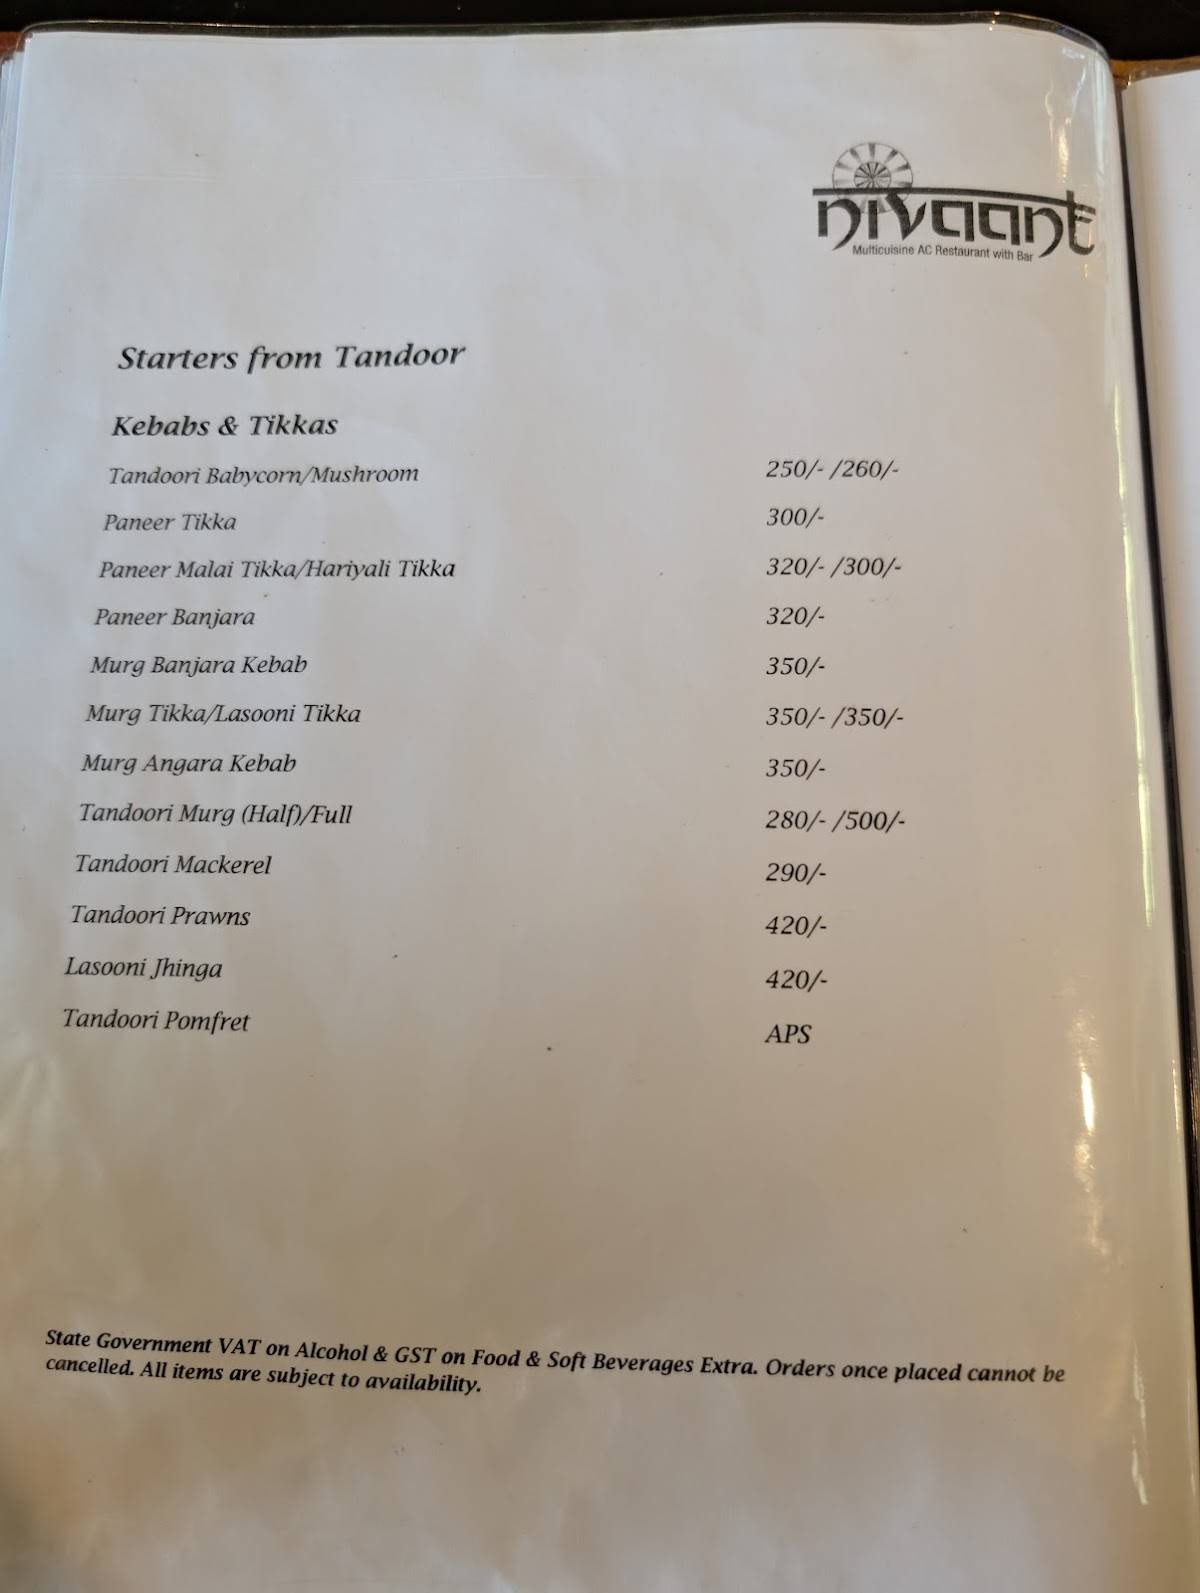 nivaant
Multicuisine AC Restaurant with Bar
Starters from Tandoor
Kebabs & Tikkas
Tandoori Babycorn/Mushroom 250/- /260/-
Paneer Tikka 300/-
Paneer Malai Tikka/Hariyali Tikka 320/- /300/-
Paneer Banjara 320/-
Murg Banjara Kebab 350/-
Murg Tikka/Lasooni Tikka 350/- /350/-
Murg Angara Kebab 350/-
Tandoori Murg (Half)/Full 280/- /500/-
Tandoori Mackerel 290/-
Tandoori Prawns 420/-
Lasooni Jhinga 420/-
Tandoori Pomfret APS
State Government VAT on Alcohol & GST on Food & Soft Beverages Extra. Orders once placed cannot be
cancelled. All items are subject to availability.